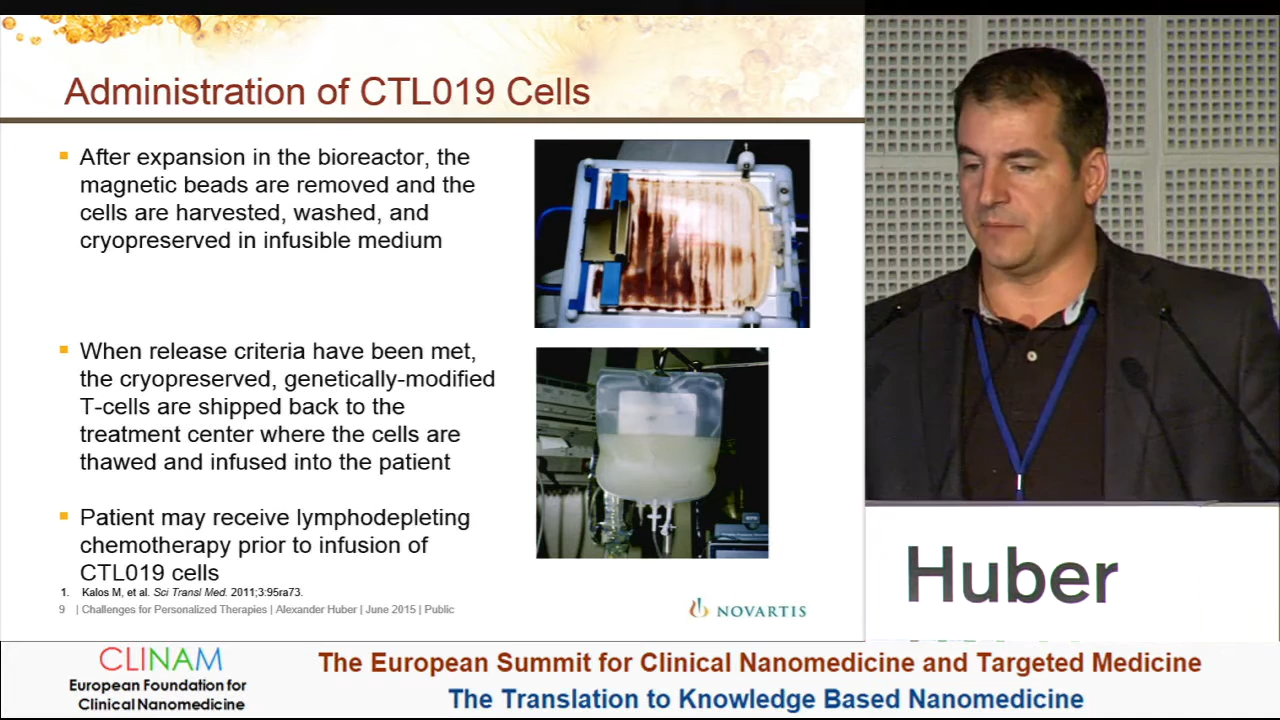 Administration of CTL019 Cells
▪ After expansion in the bioreactor, the
magnetic beads are removed and the
cells are harvested, washed, and
cryopreserved in infusible medium
▪ When release criteria have been met,
the cryopreserved, genetically-modified
T-cells are shipped back to the
treatment center where the cells are
thawed and infused into the patient
▪ Patient may receive lymphodepleting
chemotherapy prior to infusion of
CTL019 cells
1. Kalos M, et al. Sci Transl Med. 2011;3:95ra73.
9 | Challenges for Personalized Therapies | Alexander Huber | June 2015 | Public
NOVARTIS
Huber
CLINAM
European Foundation for
Clinical Nanomedicine
The European Summit for Clinical Nanomedicine and Targeted Medicine
The Translation to Knowledge Based Nanomedicine